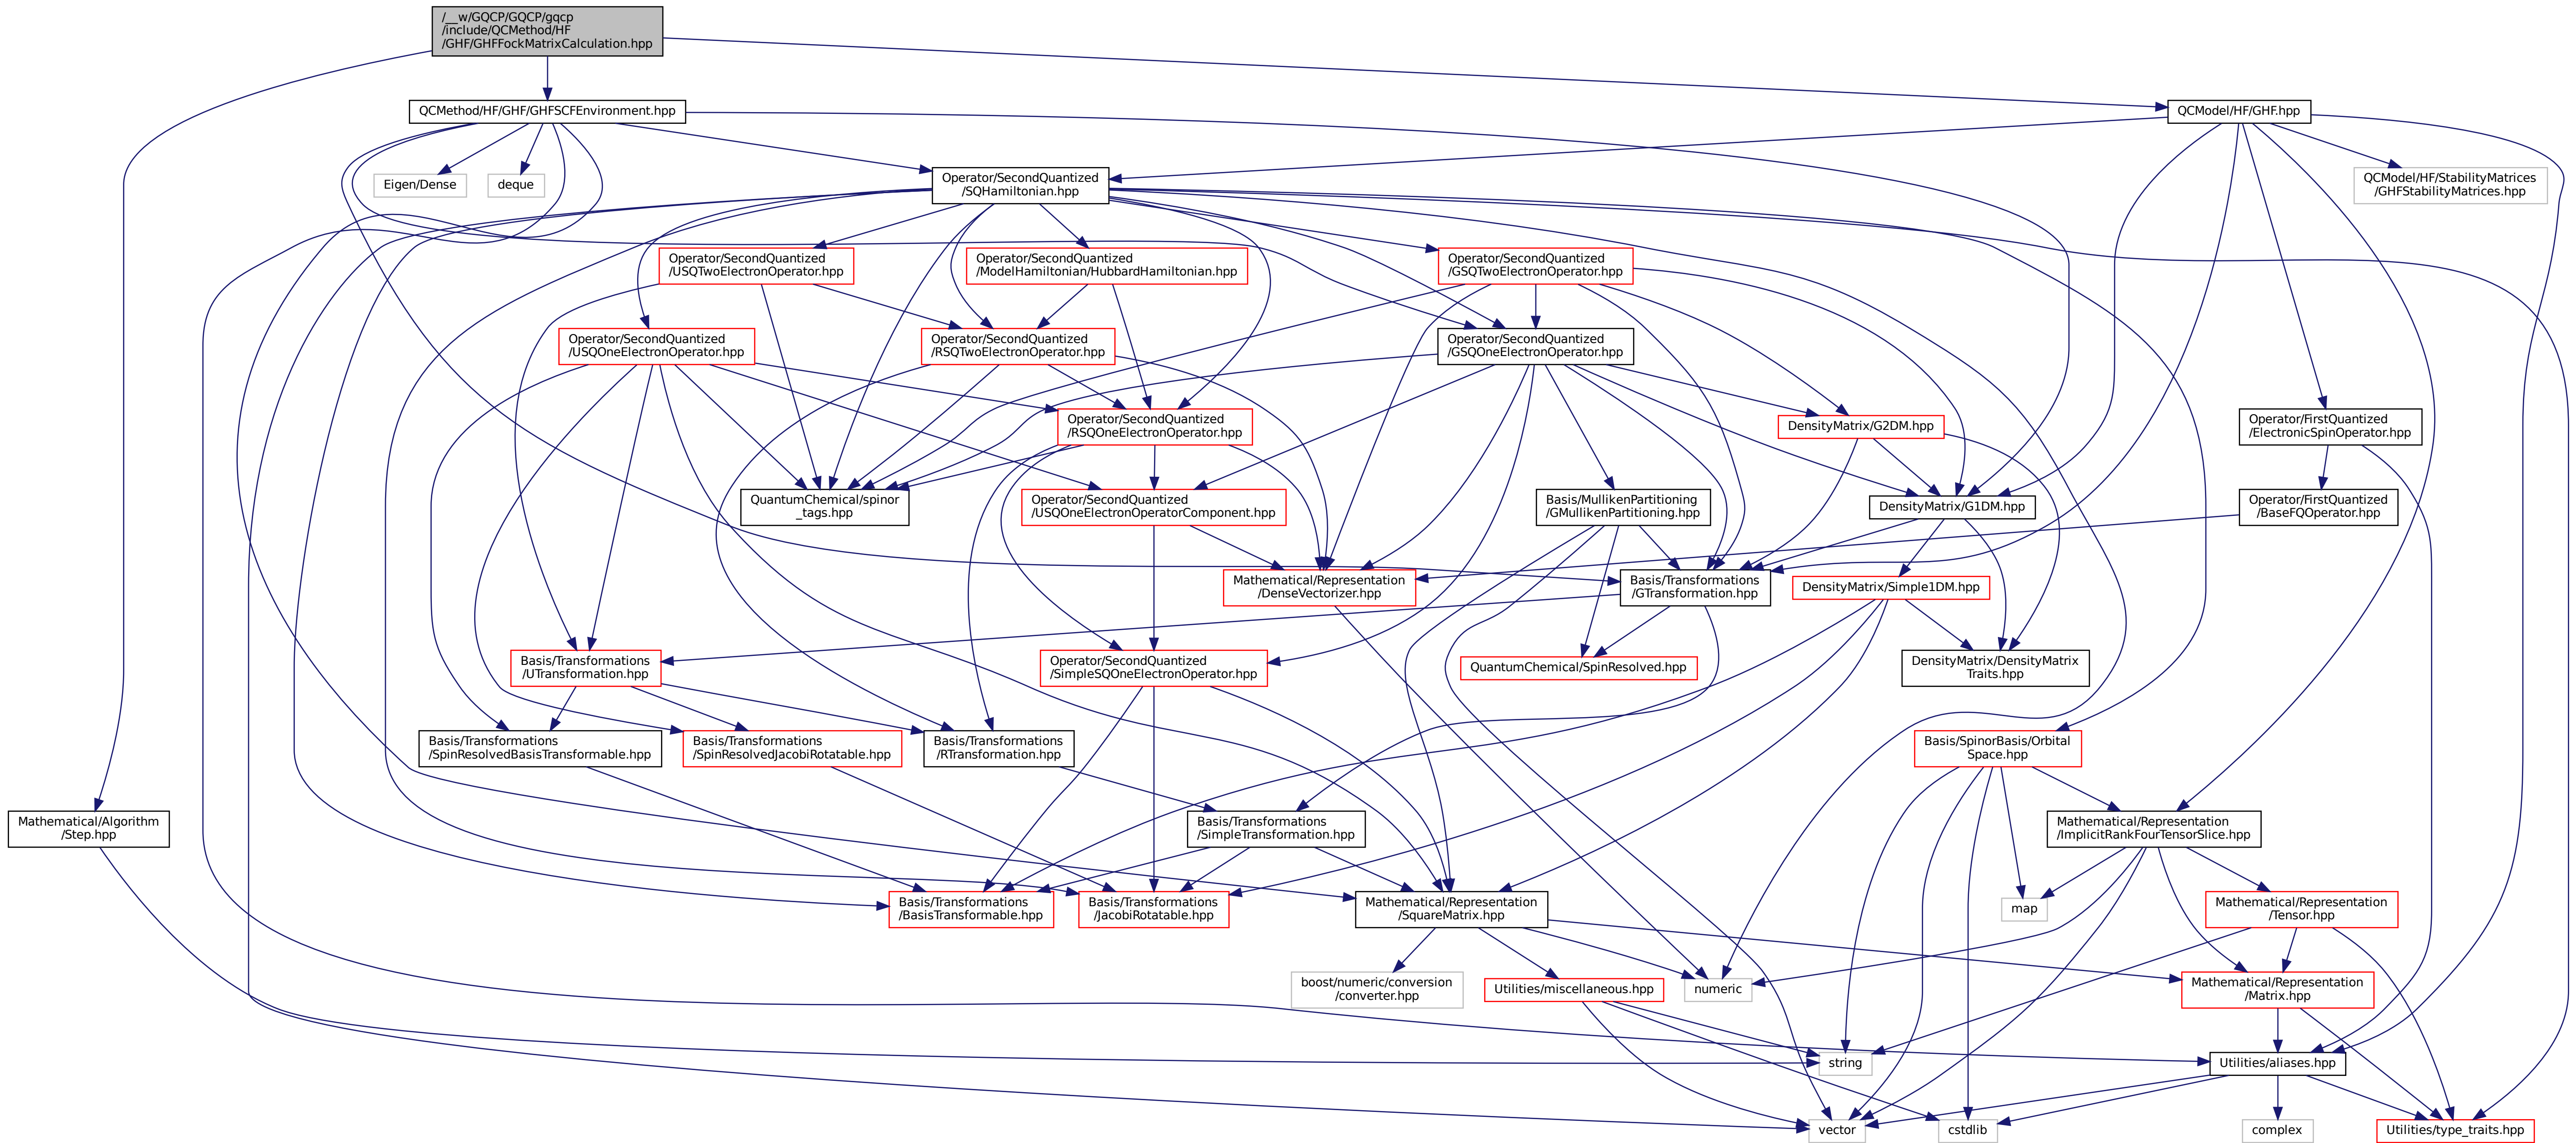 /__w/GQCP/GQCP/gqcp
/include/QCMethod/HF
/GHF/GHFFockMatrixCalculation.hpp
QCMethod/HF/GHF/GHFSCFEnvironment.hpp
QCModel/HF/GHF.hpp
Eigen/Dense
deque
Operator/SecondQuantized
/SQHamiltonian.hpp
QCModel/HF/StabilityMatrices
/GHFStabilityMatrices.hpp
Operator/SecondQuantized
/USQTwoElectronOperator.hpp
Operator/SecondQuantized
/ModelHamiltonian/HubbardHamiltonian.hpp
Operator/SecondQuantized
/GSQTwoElectronOperator.hpp
Operator/SecondQuantized
/USQOneElectronOperator.hpp
Operator/SecondQuantized
/RSQTwoElectronOperator.hpp
Operator/SecondQuantized
/GSQOneElectronOperator.hpp
Operator/SecondQuantized
/RSQOneElectronOperator.hpp
DensityMatrix/G2DM.hpp
Operator/FirstQuantized
/ElectronicSpinOperator.hpp
QuantumChemical/spinor
_tags.hpp
Operator/SecondQuantized
/USQOneElectronOperatorComponent.hpp
Basis/MullikenPartitioning
/GMullikenPartitioning.hpp
DensityMatrix/G1DM.hpp
Operator/FirstQuantized
/BaseFQOperator.hpp
Mathematical/Representation
/DenseVectorizer.hpp
Basis/Transformations
/GTransformation.hpp
DensityMatrix/Simple1DM.hpp
Basis/Transformations
/UTransformation.hpp
Operator/SecondQuantized
/SimpleSQOneElectronOperator.hpp
QuantumChemical/SpinResolved.hpp
DensityMatrix/DensityMatrix
Traits.hpp
Basis/Transformations
/SpinResolvedBasisTransformable.hpp
Basis/Transformations
/SpinResolvedJacobiRotatable.hpp
Basis/Transformations
/RTransformation.hpp
Basis/SpinorBasis/Orbital
Space.hpp
Mathematical/Algorithm
/Step.hpp
Basis/Transformations
/SimpleTransformation.hpp
Mathematical/Representation
/ImplicitRankFourTensorSlice.hpp
Basis/Transformations
/BasisTransformable.hpp
Basis/Transformations
/JacobiRotatable.hpp
Mathematical/Representation
/SquareMatrix.hpp
map
Mathematical/Representation
/Tensor.hpp
boost/numeric/conversion
/converter.hpp
Utilities/miscellaneous.hpp
numeric
Mathematical/Representation
/Matrix.hpp
string
Utilities/aliases.hpp
vector
cstdlib
complex
Utilities/type_traits.hpp